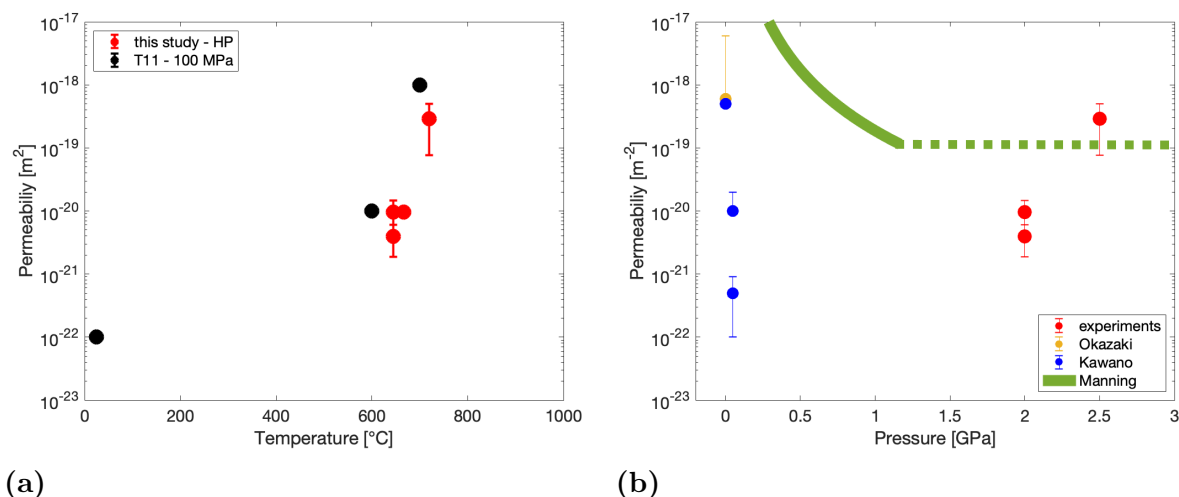 10⁻¹⁷
10⁻¹⁸
10⁻¹⁹
10⁻²⁰
10⁻²¹
10⁻²²
10⁻²³
Permeabiliy [m²]
this study - HP
T11 - 100 MPa
0 200 400 600 800 1000
Temperature [°C]
(a)
10⁻¹⁷
10⁻¹⁸
10⁻¹⁹
10⁻²⁰
10⁻²¹
10⁻²²
10⁻²³
Permeabiliy [m⁻²]
experiments
Okazaki
Kawano
Manning
0 0.5 1 1.5 2 2.5 3
Pressure [GPa]
(b)